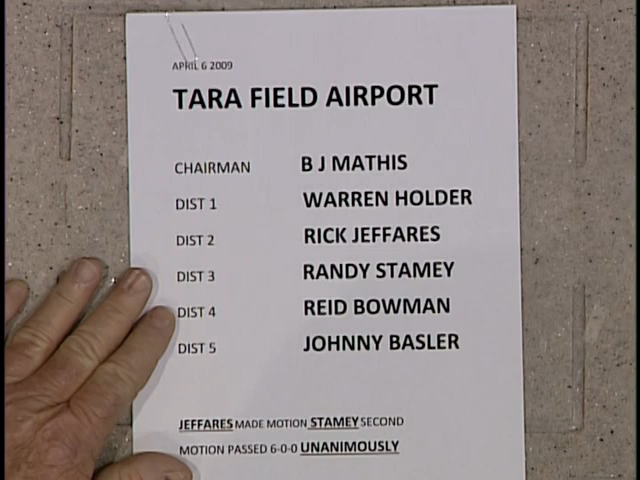 APRIL 6 2009
TARA FIELD AIRPORT
CHAIRMAN B J MATHIS
DIST 1 WARREN HOLDER
DIST 2 RICK JEFFARES
DIST 3 RANDY STAMEY
DIST 4 REID BOWMAN
DIST 5 JOHNNY BASLER
JEFFARES MADE MOTION STAMEY SECOND
MOTION PASSED 6-0-0 UNANIMOUSLY